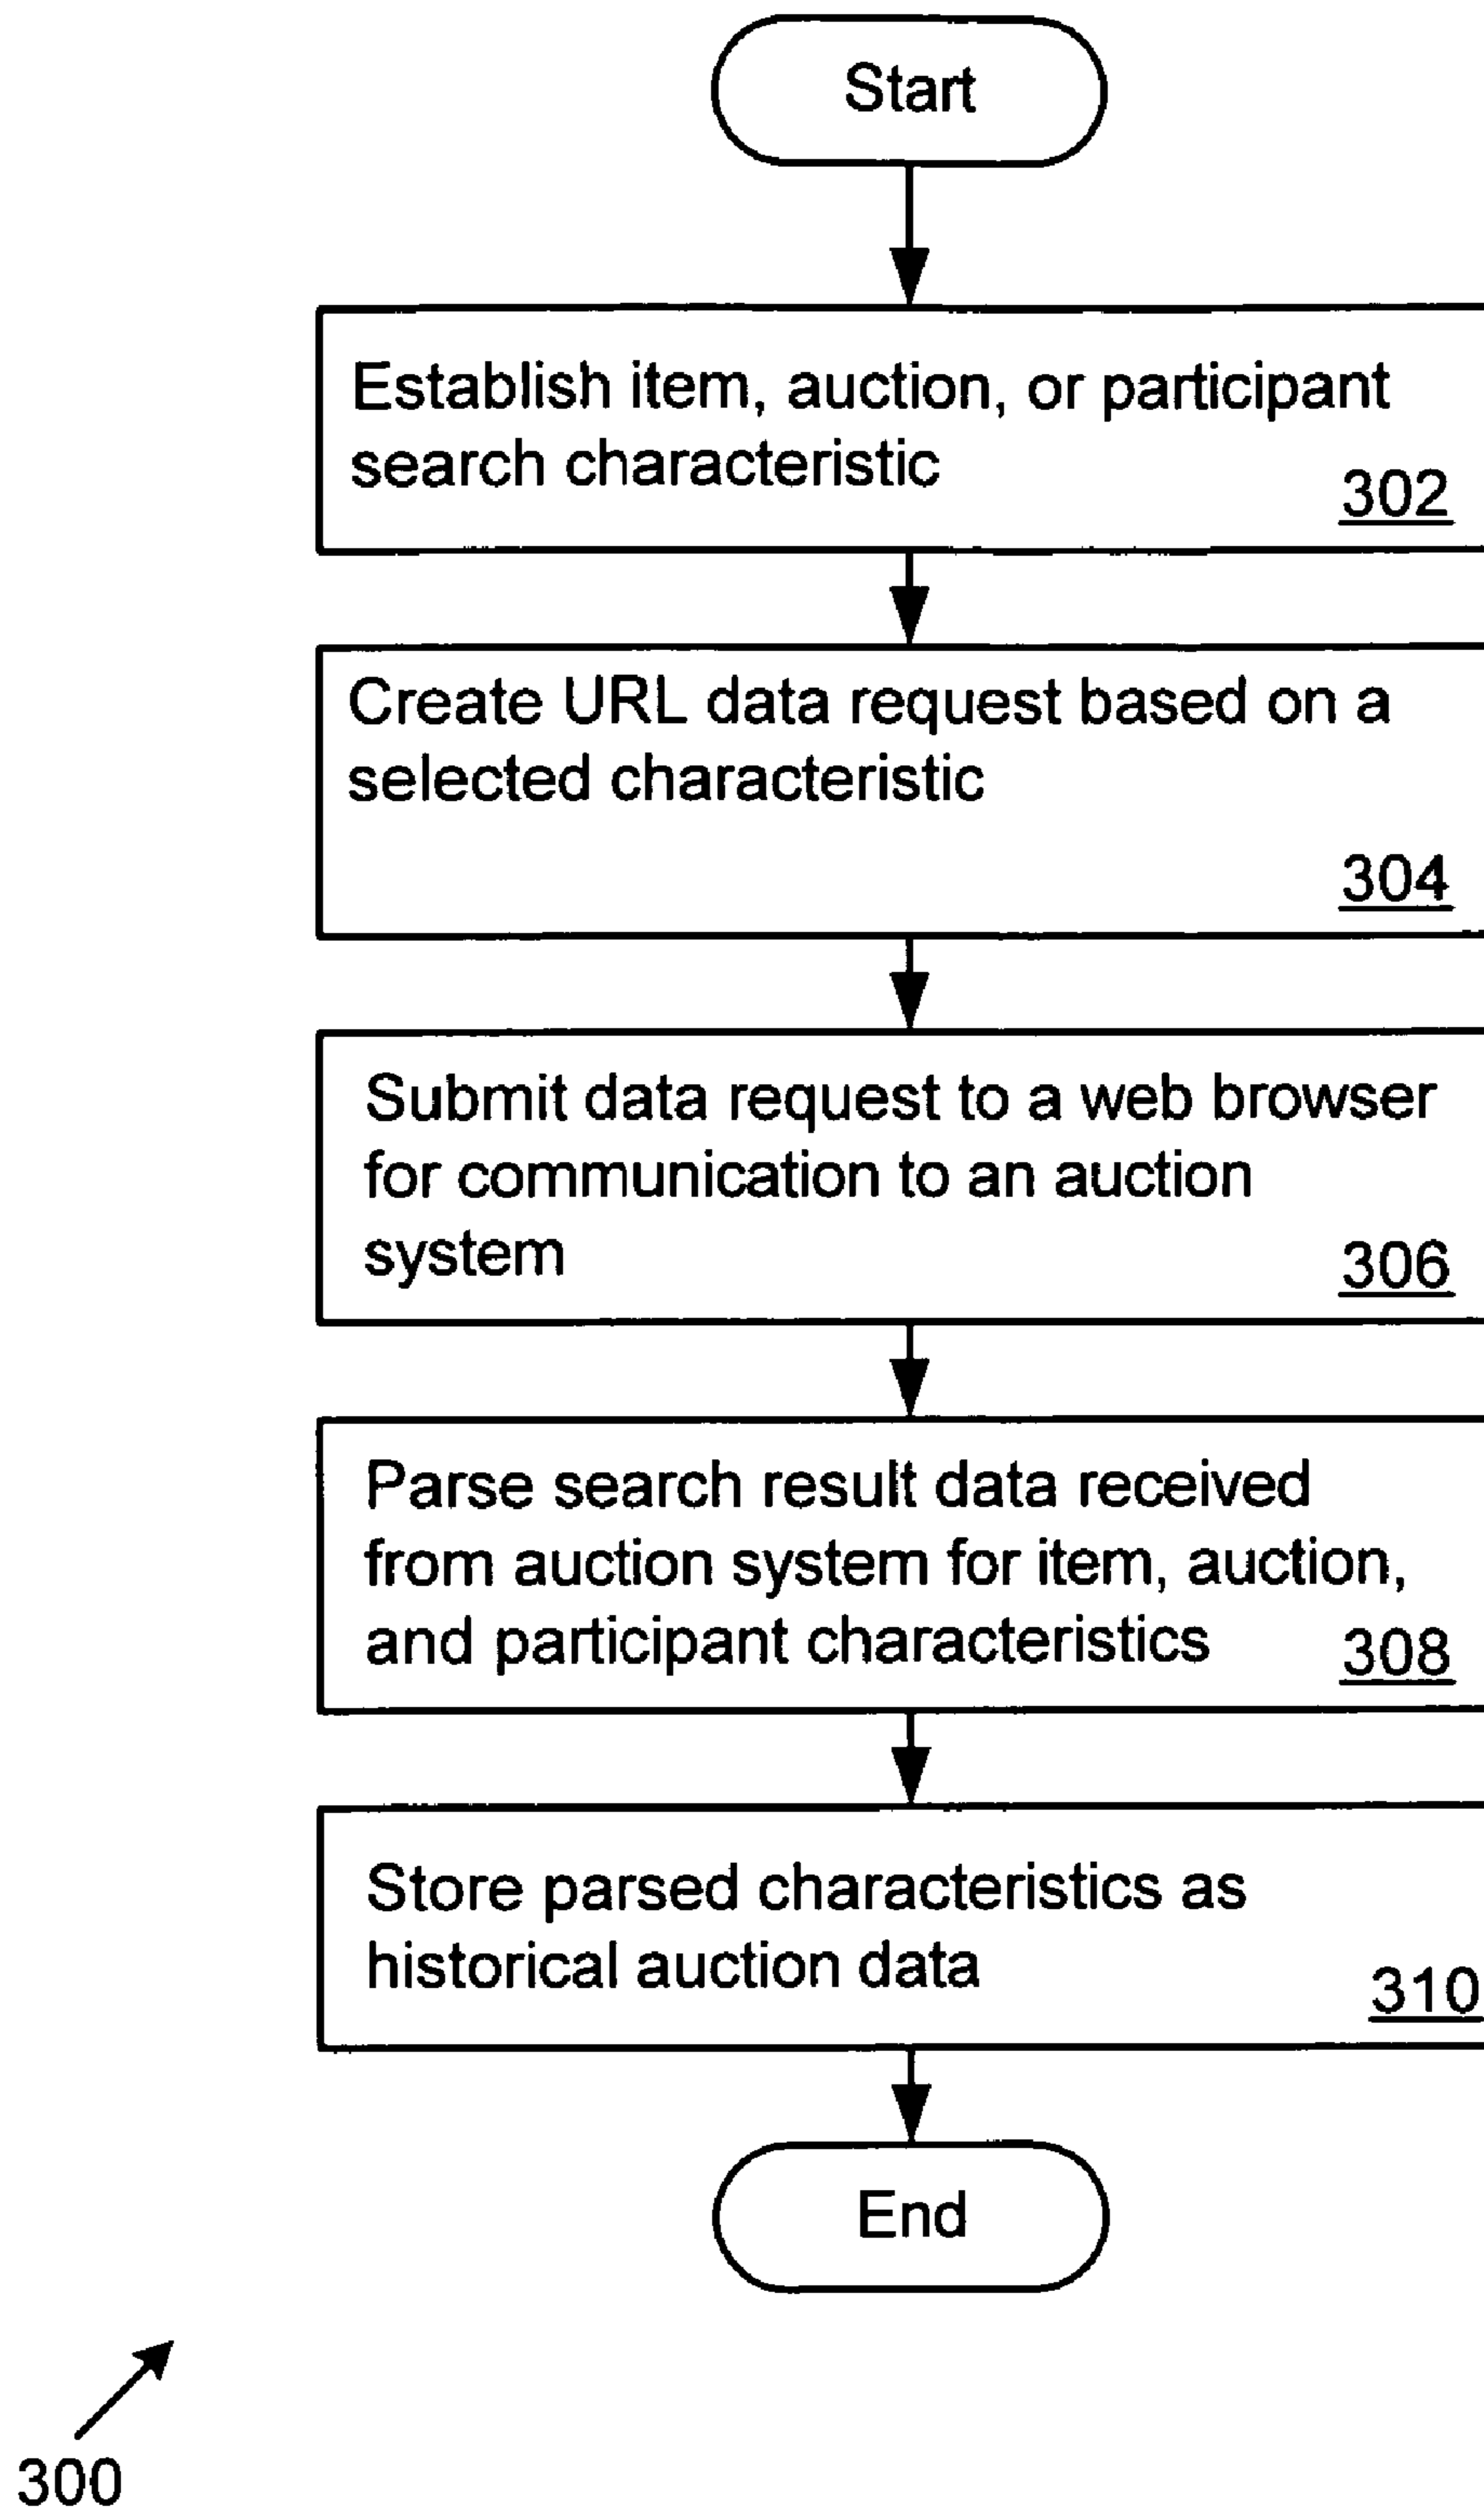 Start
Establish item, auction, or participant
search characteristic
302
Create URL data request based on a
selected characteristic
304
Submit data request to a web browser
for communication to an auction
system
306
Parse search result data received
from auction system for item, auction,
and participant characteristics
308
Store parsed characteristics as
historical auction data
310
End
300